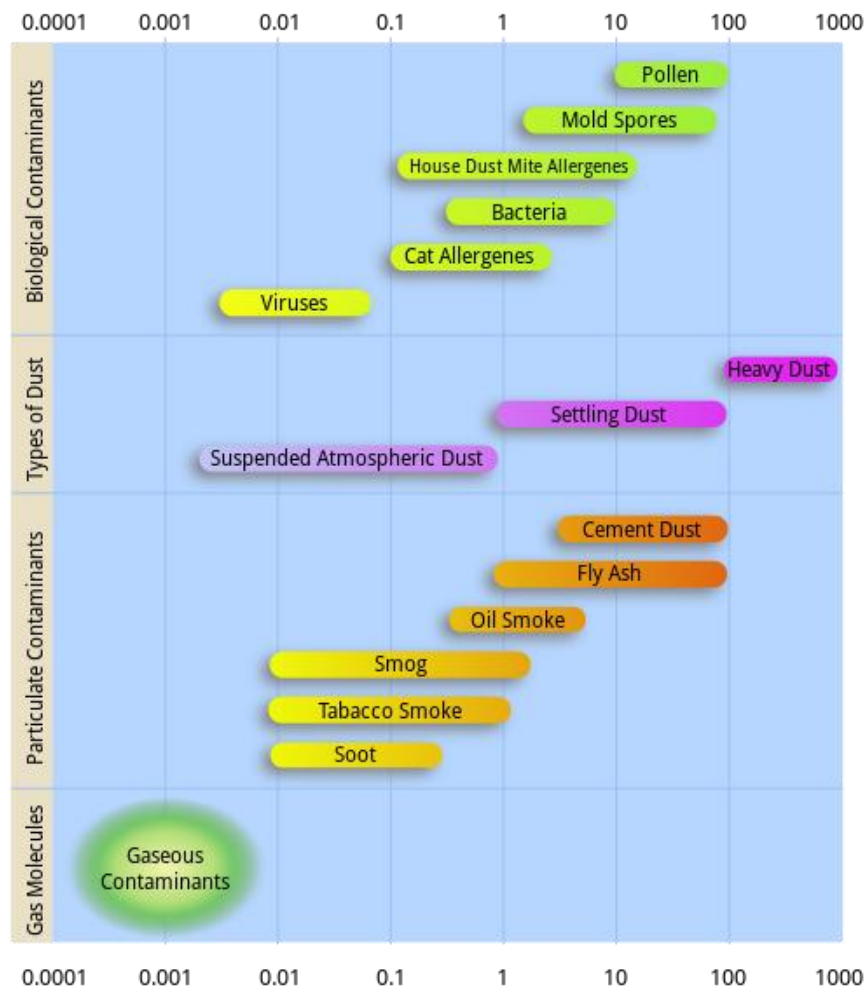 0.0001 0.001 0.01 0.1 1 10 100 1000
Biological Contaminants
Pollen
Mold Spores
House Dust Mite Allergenes
Bacteria
Cat Allergenes
Viruses
Types of Dust
Heavy Dust
Settling Dust
Suspended Atmospheric Dust
Particulate Contaminants
Cement Dust
Fly Ash
Oil Smoke
Smog
Tabacco Smoke
Soot
Gas Molecules
Gaseous
Contaminants
0.0001 0.001 0.01 0.1 1 10 100 1000